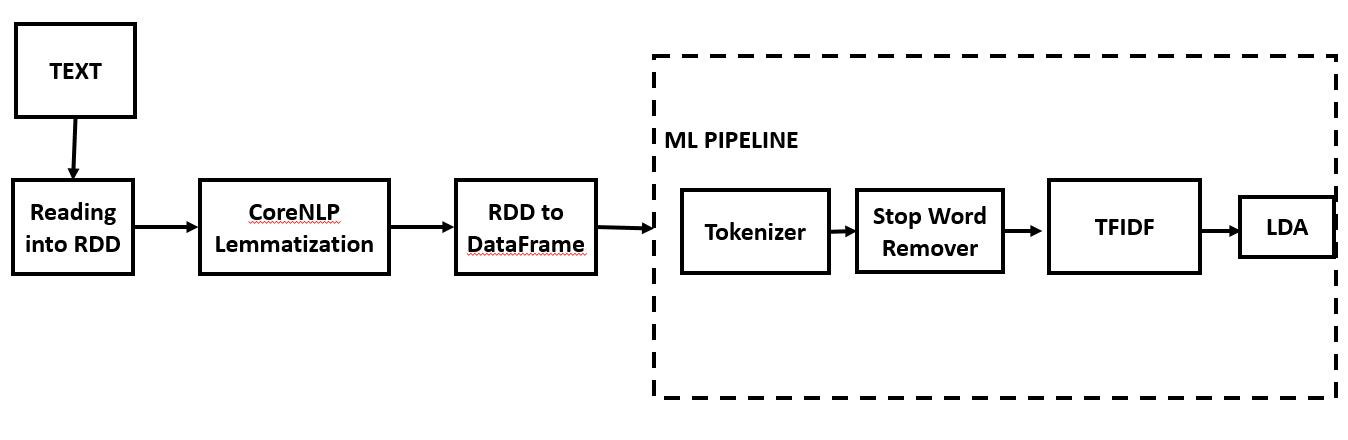 TEXT
Reading
into RDD
CoreNLP
Lemmatization
RDD to
DataFrame
ML PIPELINE
Tokenizer
Stop Word
Remover
TFIDF
LDA